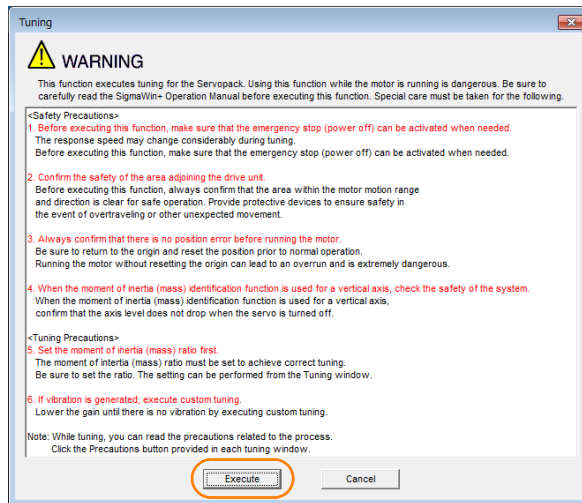 Tuning
WARNING
This function executes tuning for the Servopack. Using this function while the motor is running is dangerous. Be sure to
carefully read the SigmaWin+ Operation Manual before executing this function. Special care must be taken for the following.
<Safety Precautions>
1. Before executing this function, make sure that the emergency stop (power off) can be activated when needed.
The response speed may change considerably during tuning.
Before executing this function, make sure that the emergency stop (power off) can be activated when needed.
2. Confirm the safety of the area adjoining the drive unit.
Before executing this function, always confirm that the area within the motor motion range
and direction is clear for safe operation. Provide protective devices to ensure safety in
the event of overtraveling or other unexpected movement.
3. Always confirm that there is no position error before running the motor.
Be sure to return to the origin and reset the position prior to normal operation.
Running the motor without resetting the origin can lead to an overrun and is extremely dangerous.
4. When the moment of inertia (mass) identification function is used for a vertical axis, check the safety of the system.
When the moment of inertia (mass) identification function is used for a vertical axis,
confirm that the axis level does not drop when the servo is turned off.
<Tuning Precautions>
5. Set the moment of inertia (mass) ratio first.
The moment of intertia (mass) ratio must be set to achieve correct tuning.
Be sure to set the ratio. The setting can be performed from the Tuning window.
6. If vibration is generated, execute custom tuning.
Lower the gain until there is no vibration by executing custom tuning.
Note: While tuning, you can read the precautions related to the process.
Click the Precautions button provided in each tuning window.
Execute Cancel